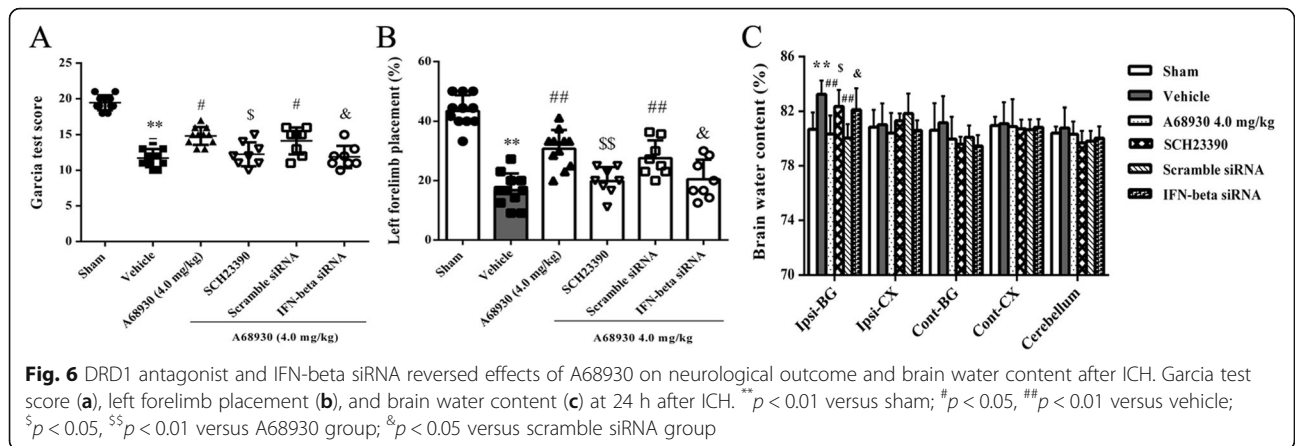 A
Garcia test score
25
20
15
10
5
0
**
#
$
#
&
Sham
Vehicle
A68930 (4.0 mg/kg)
SCH23390
Scramble siRNA
IFN-beta siRNA
A68930 (4.0 mg/kg)
B
Left forelimb placement (%)
60
40
20
0
**
##
$$
##
&
Sham
Vehicle
A68930 (4.0 mg/kg)
SCH23390
Scramble siRNA
IFN-beta siRNA
A68930 4.0 mg/kg
C
Brain water content (%)
86
82
78
74
70
**
##
$
##
&
Ipsi-BG
Ipsi-CX
Cont-BG
Cont-CX
Cerebellum
Sham
Vehicle
A68930 4.0 mg/kg
SCH23390
Scramble siRNA
IFN-beta siRNA
Fig. 6 DRD1 antagonist and IFN-beta siRNA reversed effects of A68930 on neurological outcome and brain water content after ICH. Garcia test
score (a), left forelimb placement (b), and brain water content (c) at 24 h after ICH. **p < 0.01 versus sham; #p < 0.05, ##p < 0.01 versus vehicle;
$p < 0.05, $$p < 0.01 versus A68930 group; &p < 0.05 versus scramble siRNA group